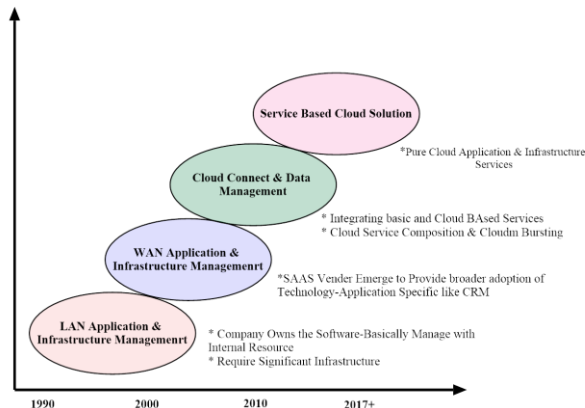 Service Based Cloud Solution
*Pure Cloud Application & Infrastructure
Services
Cloud Connect & Data
Management
* Integrating basic and Cloud BAsed Services
* Cloud Service Composition & Cloudm Bursting
WAN Application &
Infrastructure Managemenrt
*SAAS Vender Emerge to Provide broader adoption of
Technology-Application Specific like CRM
LAN Application &
Infrastructure Managemenrt
* Company Owns the Software-Basically Manage with
Internal Resource
* Require Significant Infrastructure
1990 2000 2010 2017+